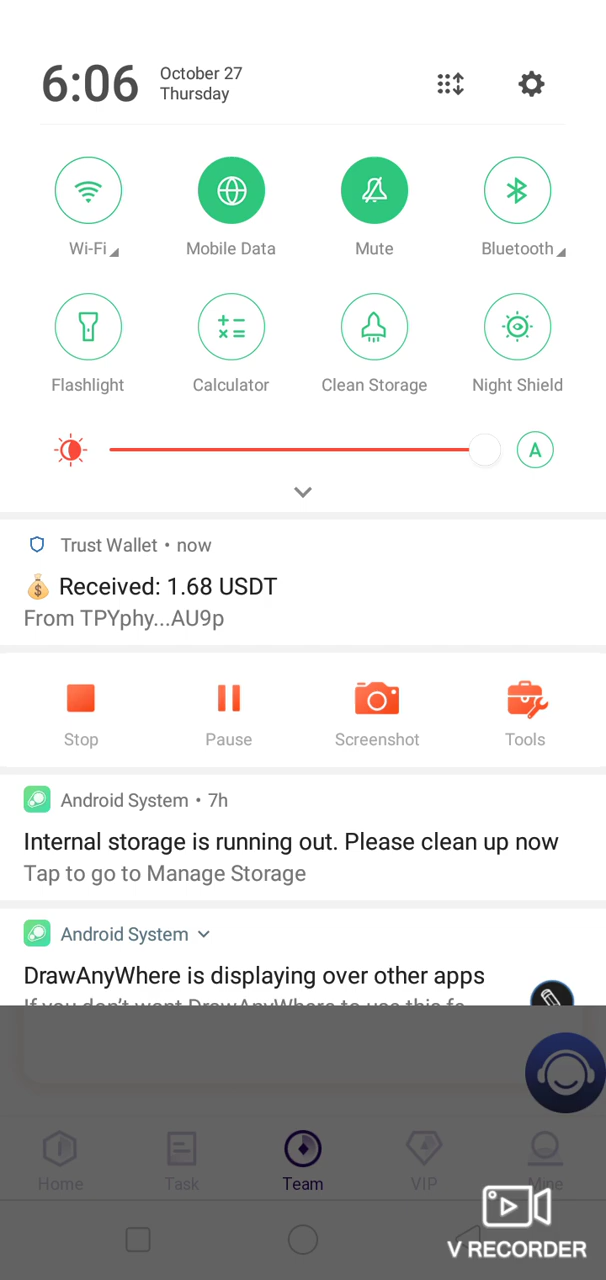 6:06
October 27
Thursday
Wi-Fi
Mobile Data
Mute
Bluetooth
Flashlight
Calculator
Clean Storage
Night Shield
A
Trust Wallet • now
💰 Received: 1.68 USDT
From TPYphy...AU9p
Stop
Pause
Screenshot
Tools
Android System • 7h
Internal storage is running out. Please clean up now
Tap to go to Manage Storage
Android System
DrawAnyWhere is displaying over other apps
If you don't want DrawAnyWhere to use this fe
Home
Task
Team
VIP
Mine
V RECORDER